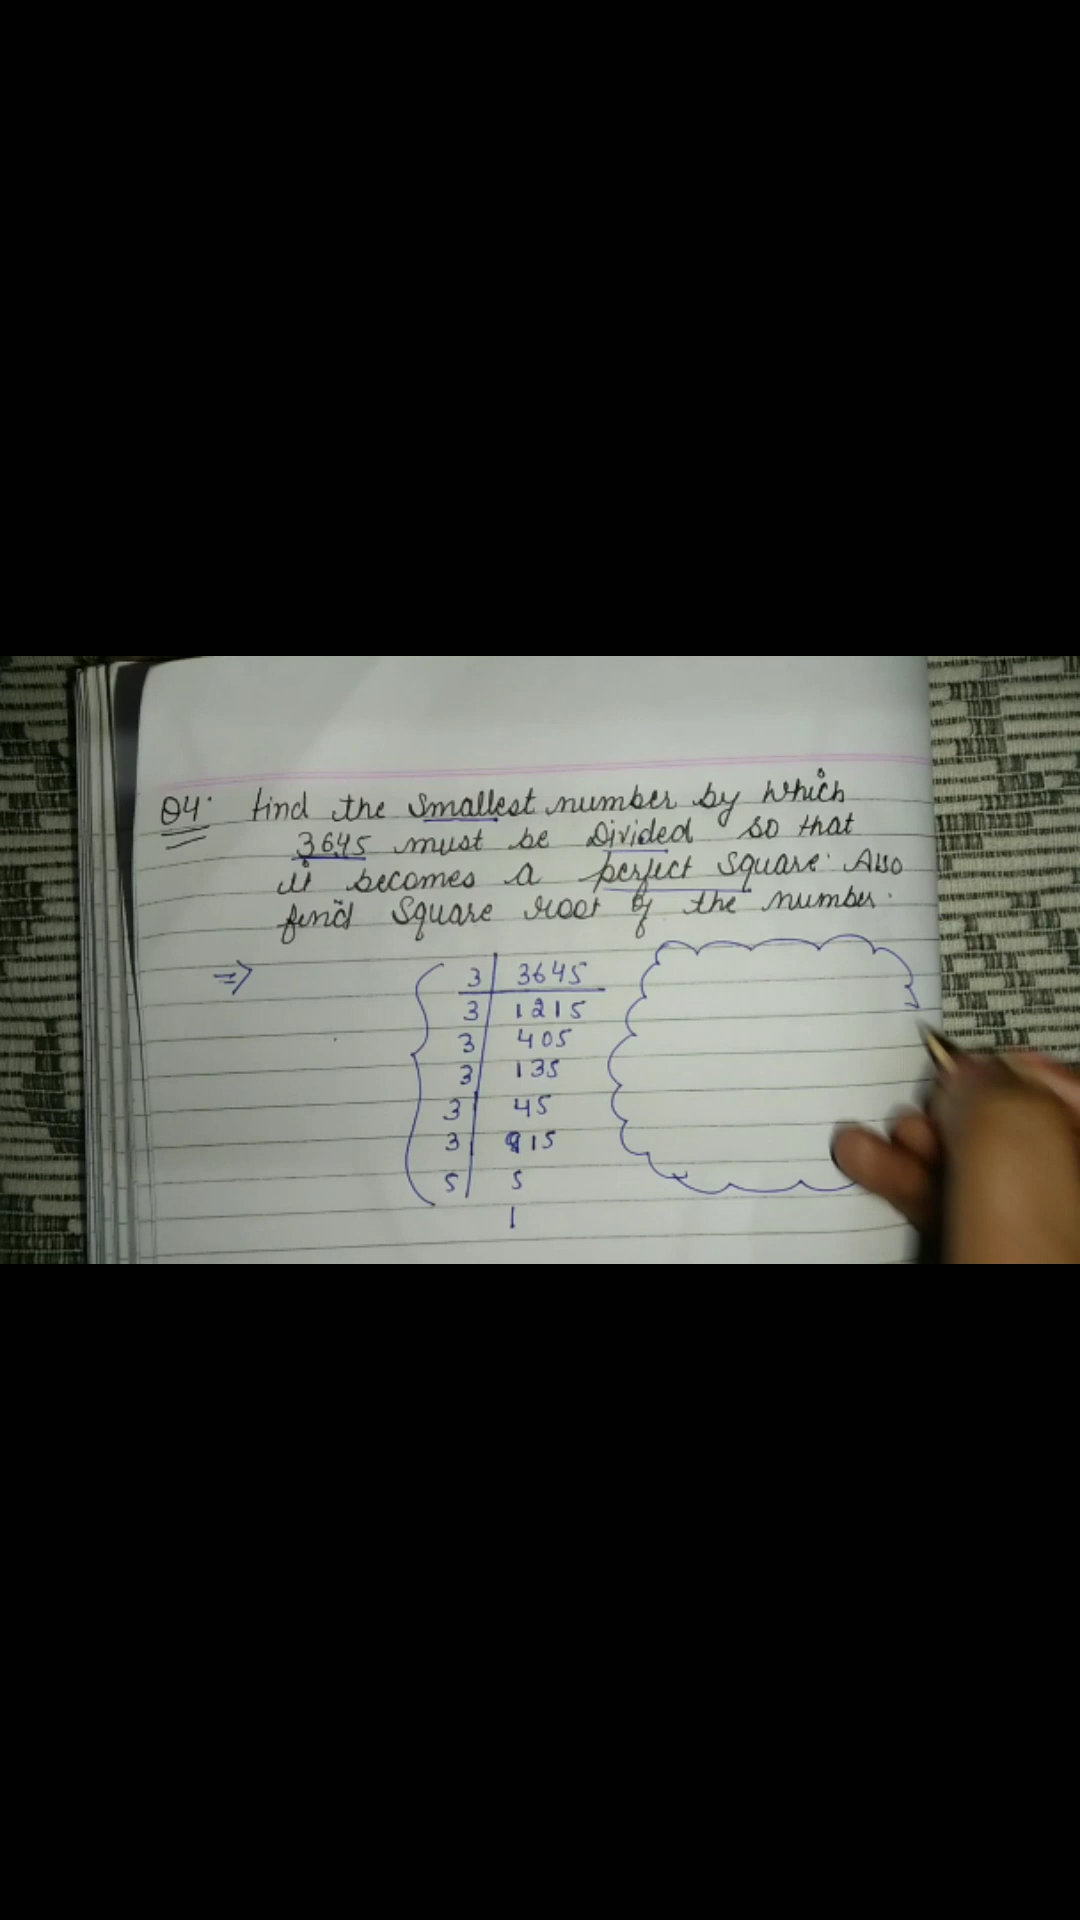 Q4. Find the Smallest number by which
3645 must be Divided so that
it becomes a perfect square. Also
find Square root of the number.
=>
3 | 3645
3 | 1215
3 | 405
3 | 135
3 | 45
3 | 15
5 | 5
1